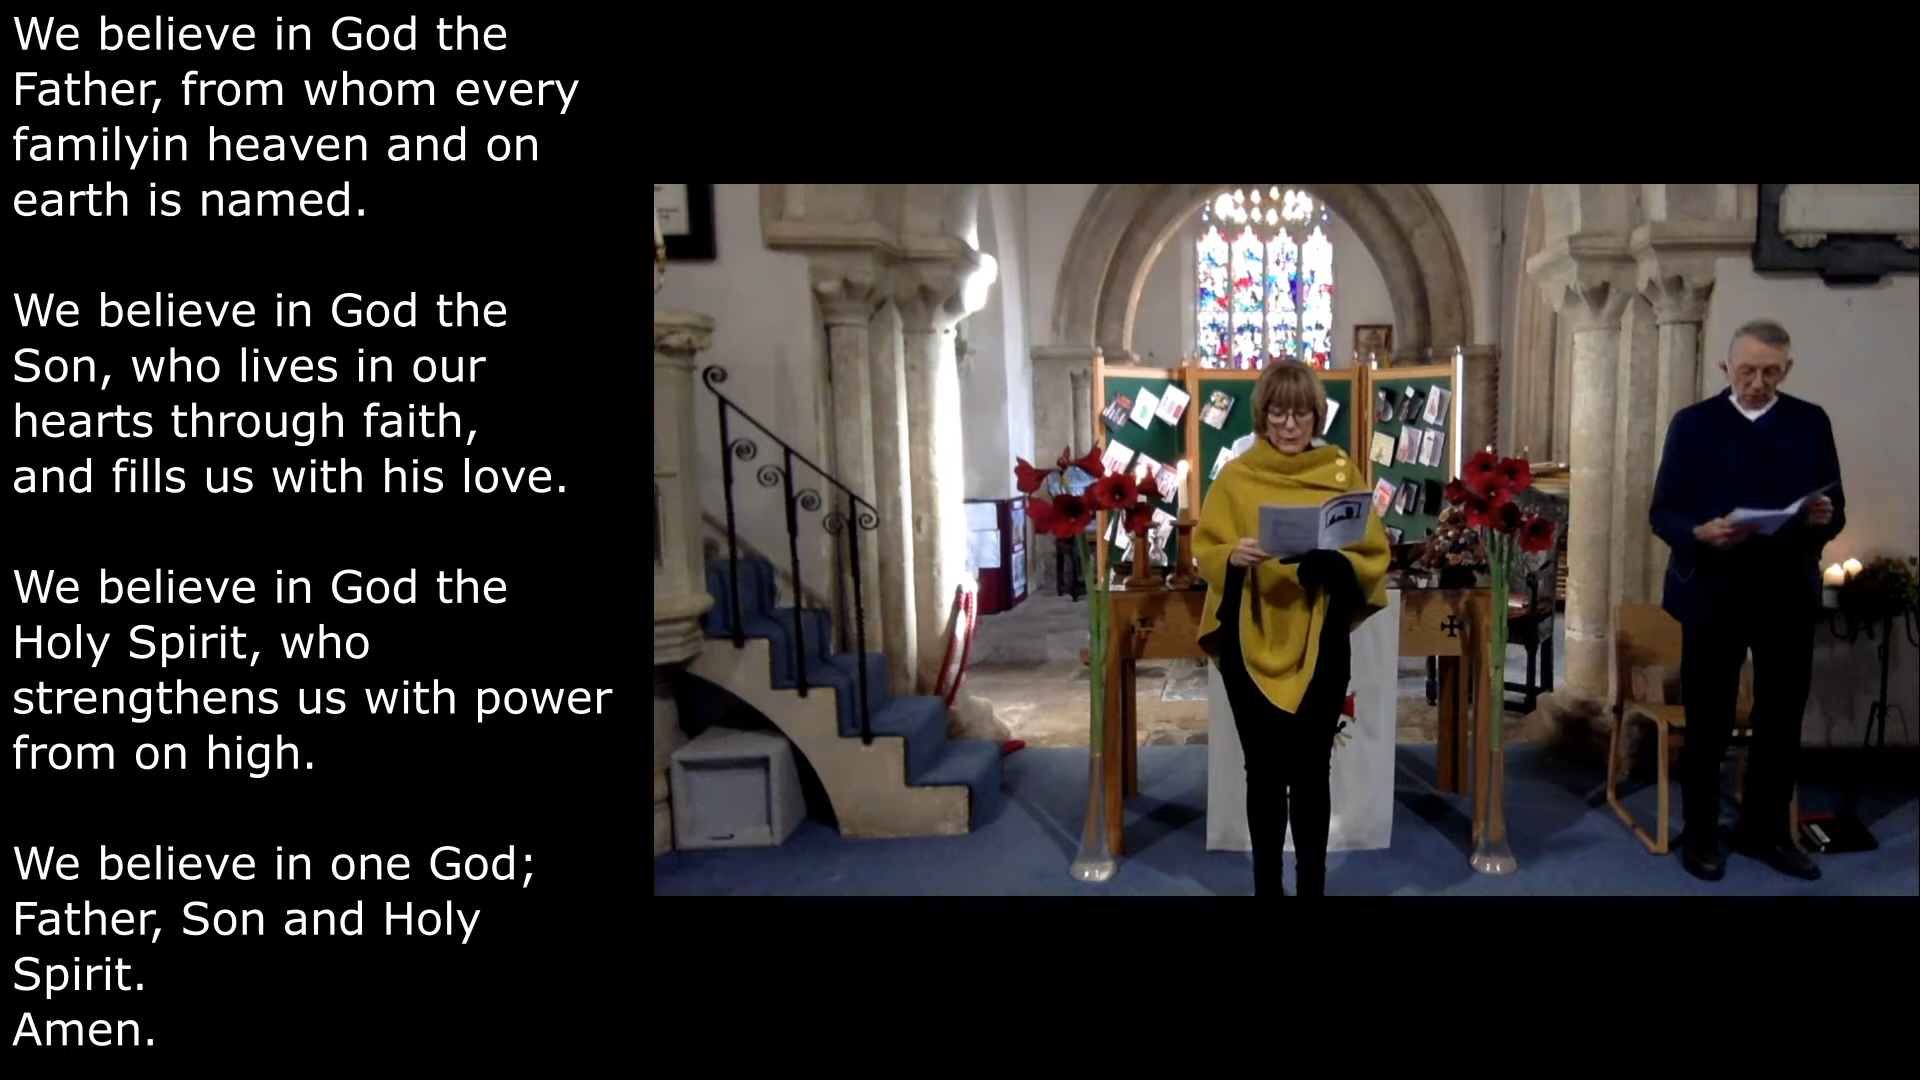 We believe in God the
Father, from whom every
familyin heaven and on
earth is named.
We believe in God the
Son, who lives in our
hearts through faith,
and fills us with his love.
We believe in God the
Holy Spirit, who
strengthens us with power
from on high.
We believe in one God;
Father, Son and Holy
Spirit.
Amen.